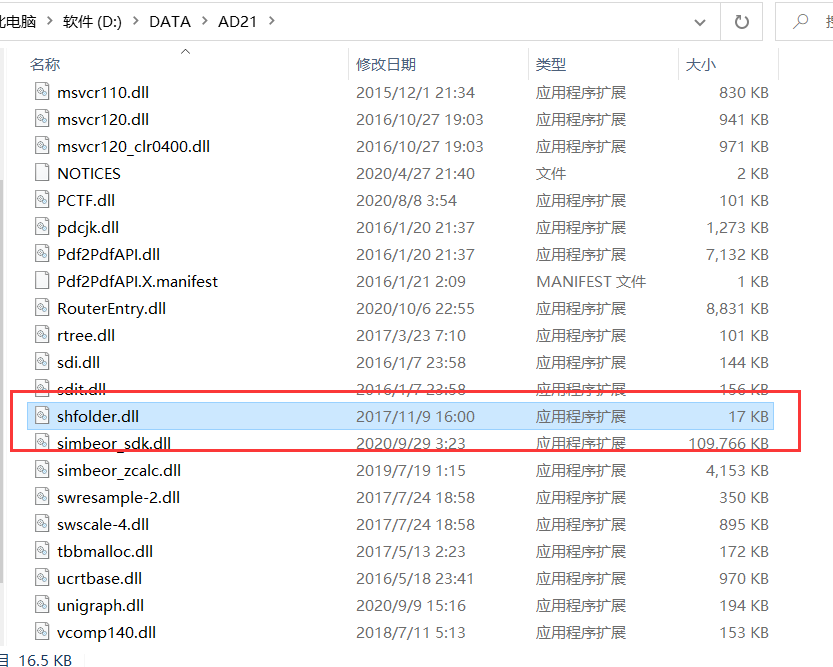 此电脑 > 软件 (D:) > DATA > AD21 >
名称 修改日期 类型 大小
msvcr110.dll 2015/12/1 21:34 应用程序扩展 830 KB
msvcr120.dll 2016/10/27 19:03 应用程序扩展 941 KB
msvcr120_clr0400.dll 2016/10/27 19:03 应用程序扩展 971 KB
NOTICES 2020/4/27 21:40 文件 2 KB
PCTF.dll 2020/8/8 3:54 应用程序扩展 101 KB
pdcjk.dll 2016/1/20 21:37 应用程序扩展 1,273 KB
Pdf2PdfAPI.dll 2016/1/20 21:37 应用程序扩展 7,132 KB
Pdf2PdfAPI.X.manifest 2016/1/21 2:09 MANIFEST 文件 1 KB
RouterEntry.dll 2020/10/6 22:55 应用程序扩展 8,831 KB
rtree.dll 2017/3/23 7:10 应用程序扩展 101 KB
sdi.dll 2016/1/7 23:58 应用程序扩展 144 KB
sdit.dll 2016/1/7 23:58 应用程序扩展 156 KB
shfolder.dll 2017/11/9 16:00 应用程序扩展 17 KB
simbeor_sdk.dll 2020/9/29 3:23 应用程序扩展 109,766 KB
simbeor_zcalc.dll 2019/7/19 1:15 应用程序扩展 4,153 KB
swresample-2.dll 2017/7/24 18:58 应用程序扩展 350 KB
swscale-4.dll 2017/7/24 18:58 应用程序扩展 895 KB
tbbmalloc.dll 2017/5/13 2:23 应用程序扩展 172 KB
ucrtbase.dll 2016/5/18 23:41 应用程序扩展 970 KB
unigraph.dll 2020/9/9 15:16 应用程序扩展 194 KB
vcomp140.dll 2018/7/11 5:13 应用程序扩展 153 KB
16.5 KB